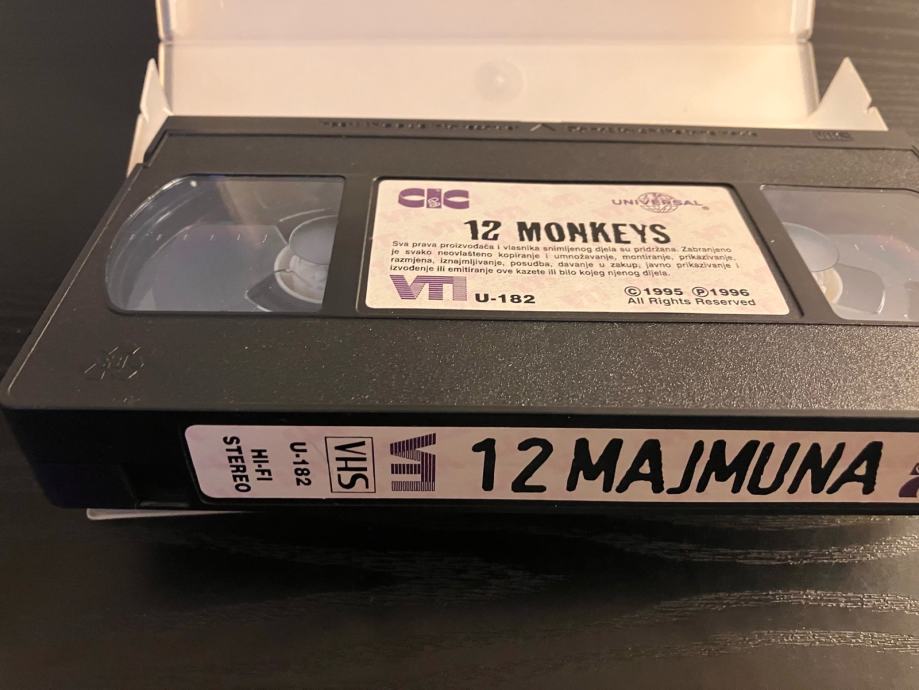 CIC
UNIVERSAL®
12 MONKEYS
Sva prava proizvođača i vlasnika snimljenog djela su pridržana. Zabranjeno
je svako neovlašteno kopiranje i umnožavanje, montiranje, prikazivanje,
razmjena, iznajmljivanje, posudba, davanje u zakup, javno prikazivanje i
izvođenje ili emitiranje ove kazete ili bilo kojeg njenog dijela.
VTI U-182
©1995 ℗1996
All Rights Reserved
HI-FI
STEREO
U-182
VHS
VTI
12 MAJMUNA